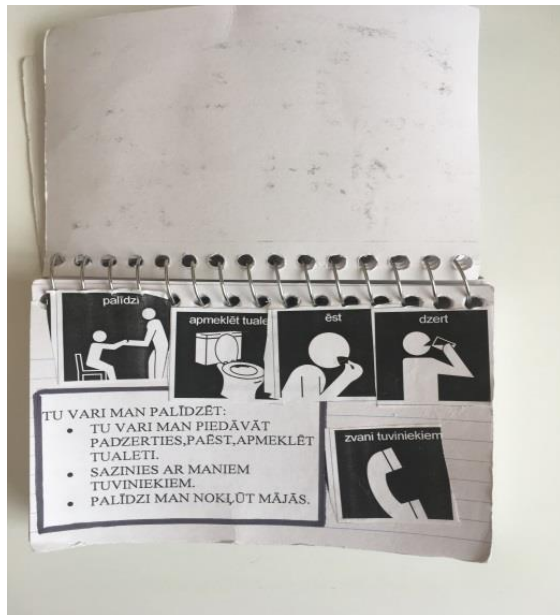 palīdzi
apmeklēt tuale
ēst
dzert
TU VARI MAN PALĪDZĒT:
• TU VARI MAN PIEDĀVĀT
PADZERTIES,PAĒST,APMEKLĒT
TUALETI.
• SAZINIES AR MANIEM
TUVINIEKIEM.
• PALĪDZI MAN NOKĻŪT MĀJĀS.
zvani tuviniekiem